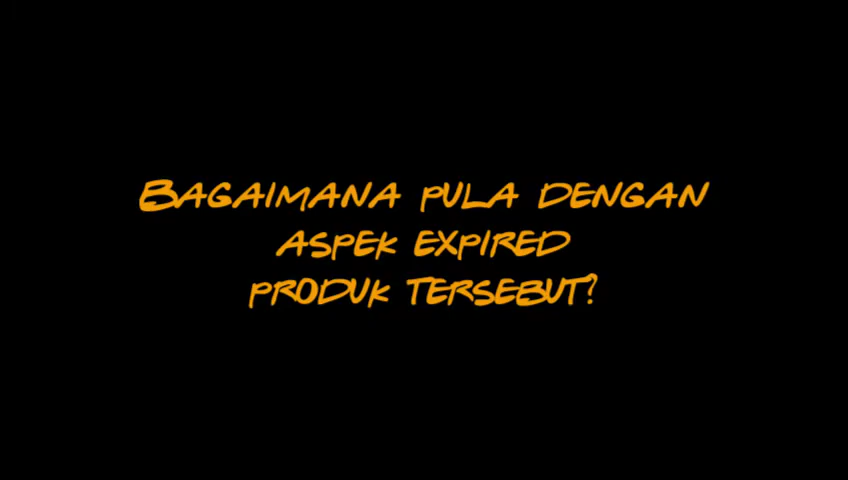 BAGAIMANA PULA DENGAN
ASPEK EXPIRED
PRODUK TERSEBUT?